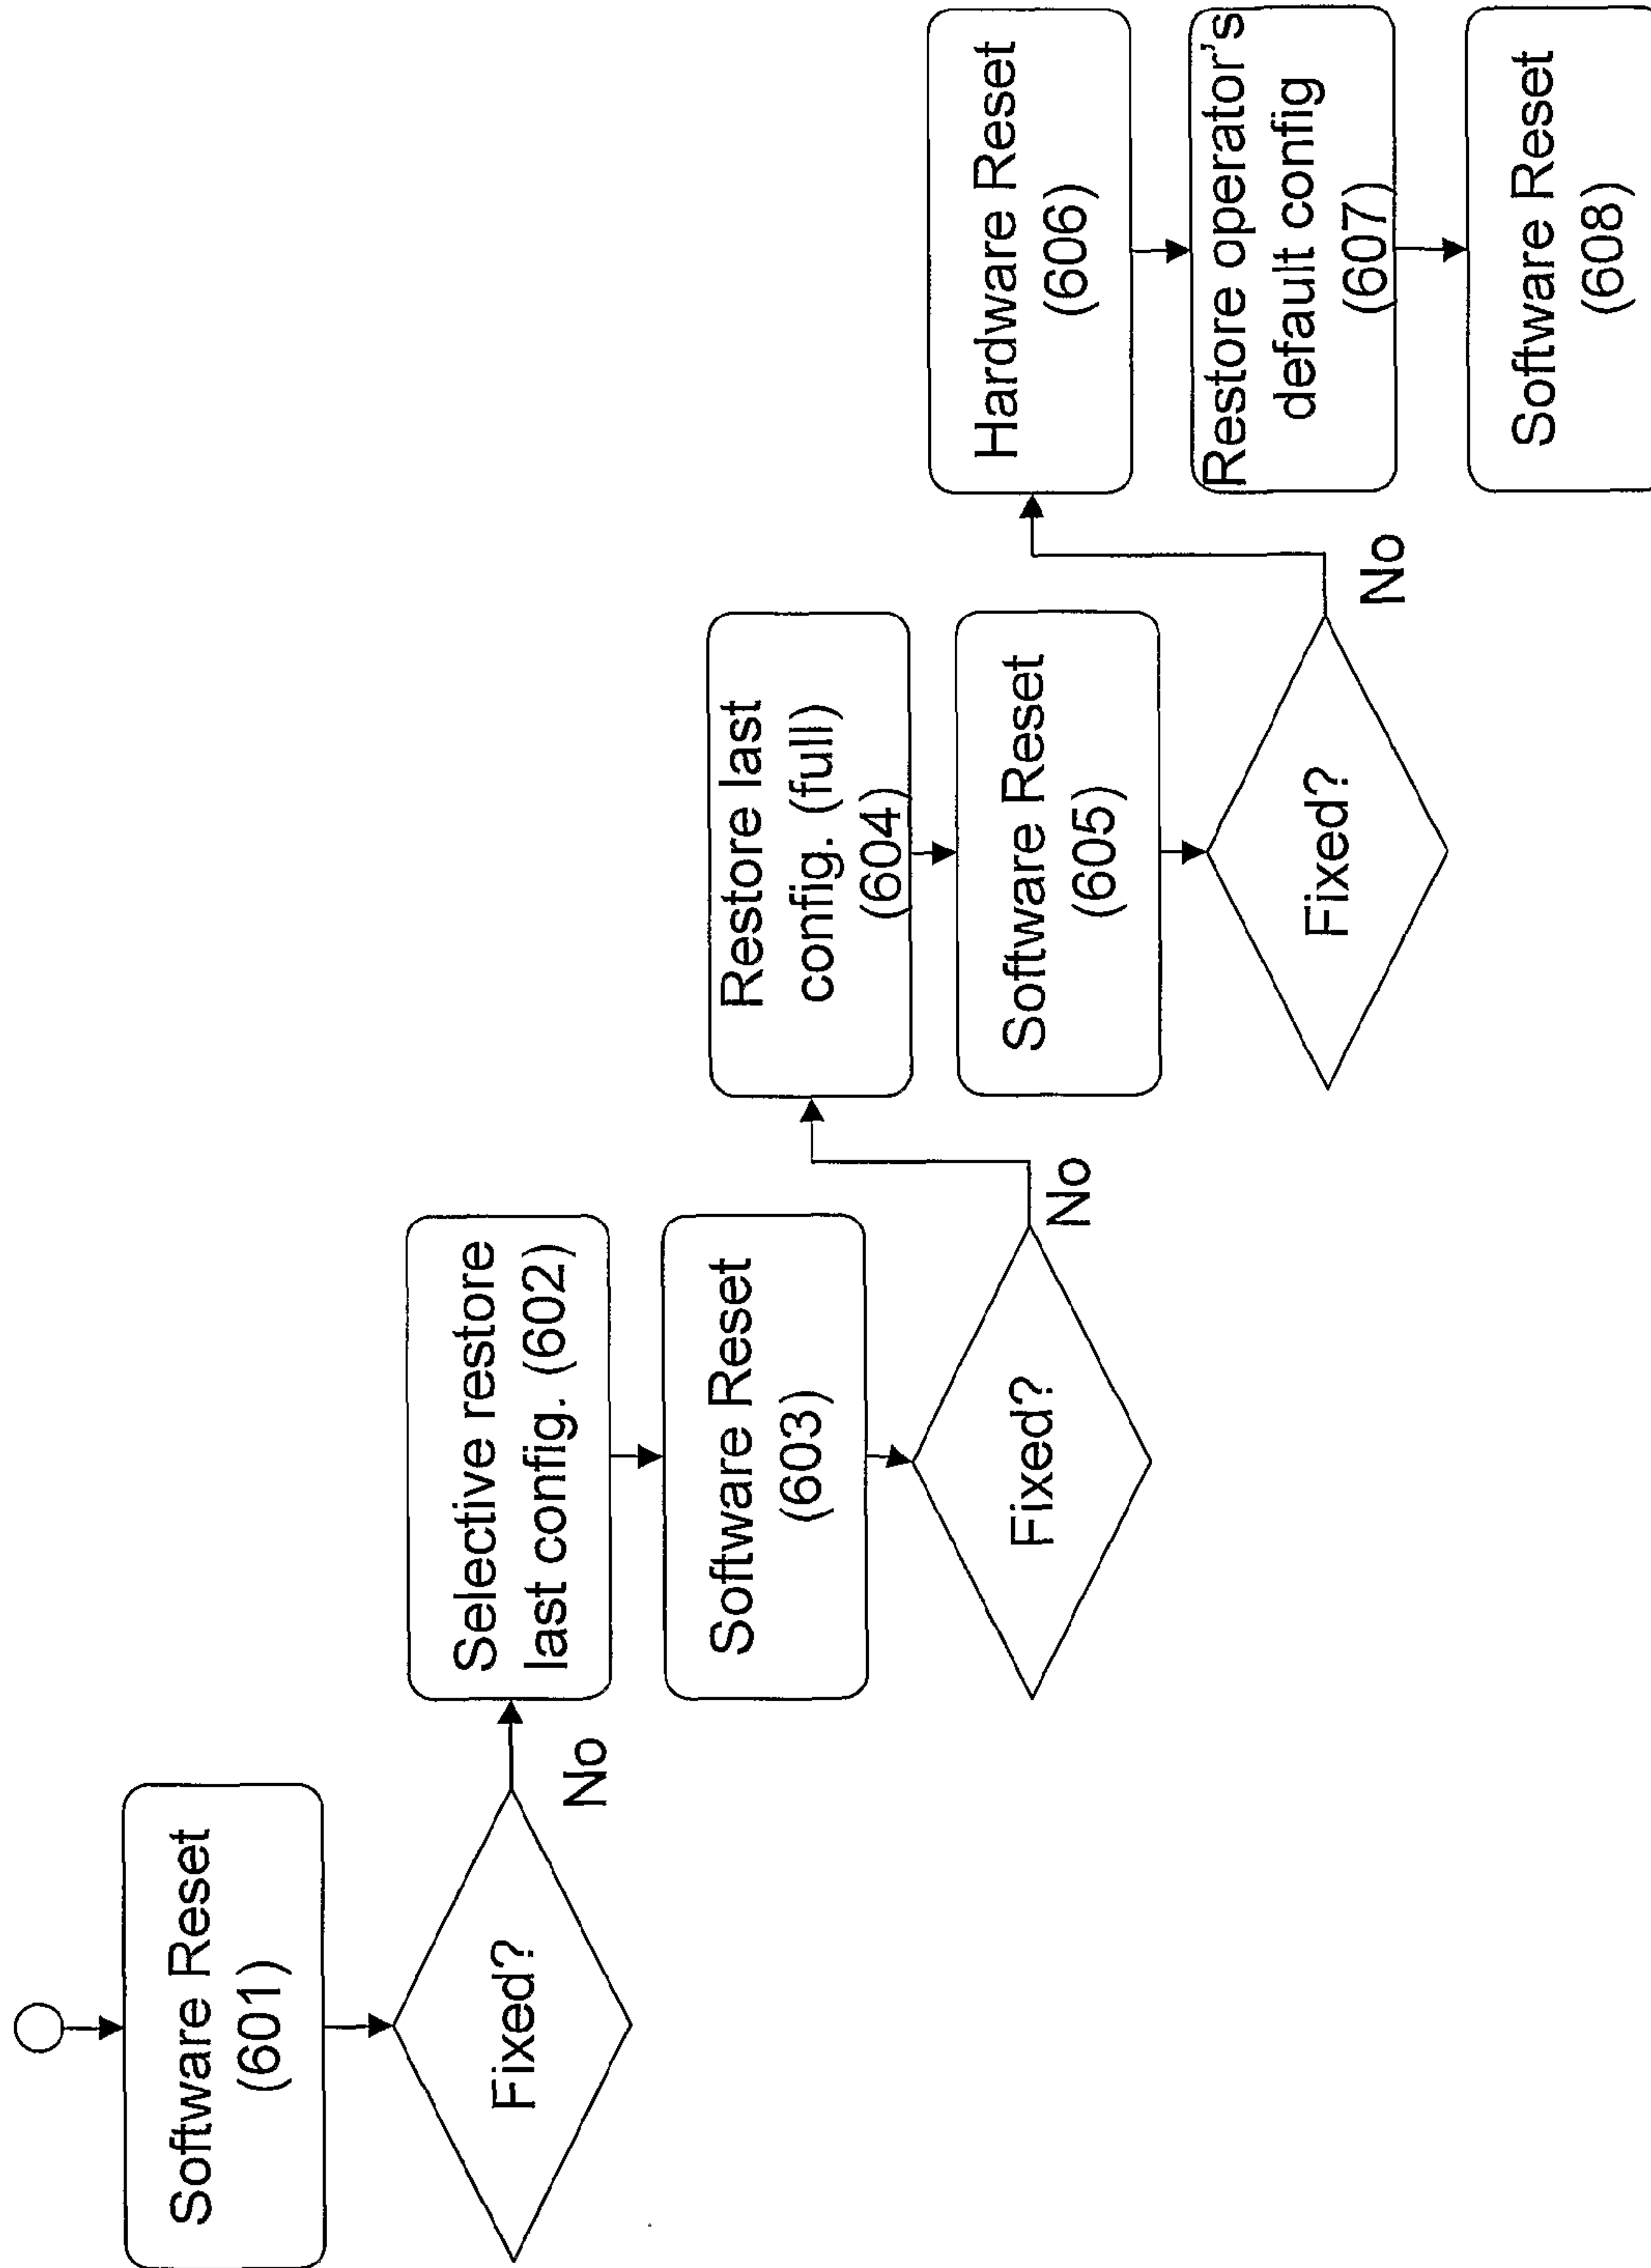 Software Reset
(601)
Fixed?
No
Selective restore
last config. (602)
Software Reset
(603)
Fixed?
No
Restore last
config. (full)
(604)
Software Reset
(605)
Fixed?
No
Hardware Reset
(606)
Restore operator's
default config
(607)
Software Reset
(608)